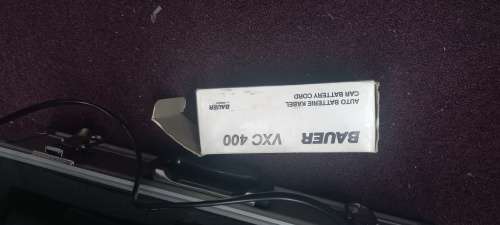 BAUER VXC 400
AUTO BATTERIE KABEL
CAR BATTERY CORD
BAUER